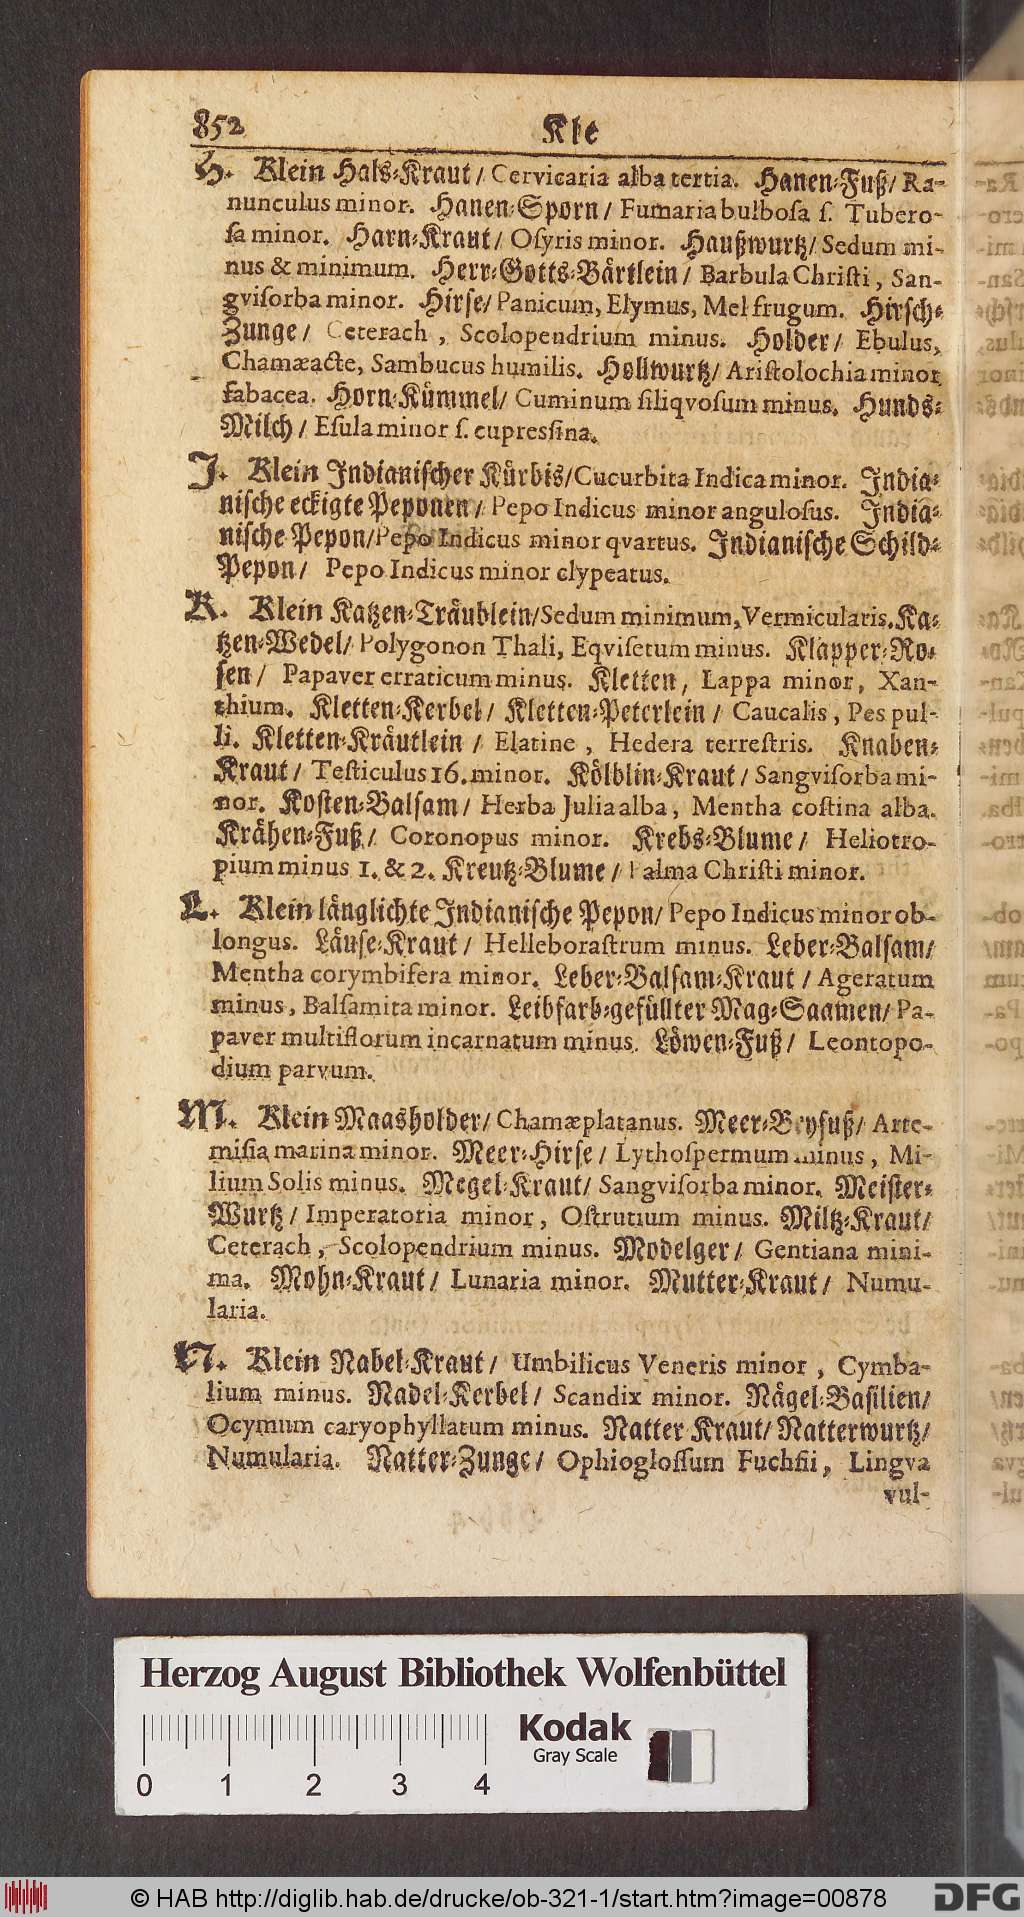 852 Kle
H. Klein Hals-Kraut / Cervicaria alba tertia. Hanen-Fuß / Ra-
nunculus minor. Hanen-Sporn / Fumaria bulboſa ſ. Tubero-
ſa minor. Harn-Kraut / Oſyris minor. Haußwurtz / Sedum mi-
nus & minimum. Herr-Gotts-Bärtlein / Barbula Chriſti, San-
gviſorba minor. Hirſe / Panicum, Elymus, Mel frugum. Hirſch-
Zunge / Ceterach, Scolopendrium minus. Holder / Ebulus,
Chamæacte, Sambucus humilis. Hollwurtz / Ariſtolochia minor
fabacea. Horn-Kümmel / Cuminum ſiliqvoſum minus. Hunds-
Milch / Eſula minor ſ. cupreſſina.
J. Klein Indianiſcher Kürbis / Cucurbita Indica minor. India-
niſche eckigte Peponen / Pepo Indicus minor anguloſus. India-
niſche Pepon / Pepo Indicus minor qvartus. Indianiſche Schild-
Pepon / Pepo Indicus minor clypeatus.
K. Klein Katzen-Träublein / Sedum minimum, Vermicularis. Ka-
tzen-Wedel / Polygonon Thali, Eqviſetum minus. Klapper-Ro-
ſen / Papaver erraticum minus. Kletten, Lappa minor, Xan-
thium. Kletten-Kerbel / Kletten-Peterlein / Caucalis, Pes pul-
li. Kletten-Kräutlein / Elatine, Hedera terreſtris. Knaben-
Kraut / Teſticulus 16. minor. Kölblin-Kraut / Sangviſorba mi-
nor. Koſten-Balſam / Herba Julia alba, Mentha coſtina alba.
Krähen-Fuß / Coronopus minor. Krebs-Blume / Heliotro-
pium minus 1. & 2. Kreutz-Blume / Palma Chriſti minor.
L. Klein länglichte Indianiſche Pepon / Pepo Indicus minor ob-
longus. Läuſe-Kraut / Helleboraſtrum minus. Leber-Balſam /
Mentha corymbifera minor. Leber-Balſam-Kraut / Ageratum
minus, Balſamita minor. Leibfarb-gefüllter Mag-Saamen / Pa-
paver multiflorum incarnatum minus. Löwen-Fuß / Leontopo-
dium parvum.
M. Klein Maasholder / Chamæplatanus. Meer-Beyfuß / Arte-
miſia marina minor. Meer-Hirſe / Lythoſpermum minus, Mi-
lium Solis minus. Megel-Kraut / Sangviſorba minor. Meiſter-
Wurtz / Imperatoria minor, Oſtrutium minus. Miltz-Kraut /
Ceterach, Scolopendrium minus. Modelger / Gentiana mini-
ma. Mohn-Kraut / Lunaria minor. Mutter-Kraut / Numu-
laria.
N. Klein Nabel-Kraut / Umbilicus Veneris minor, Cymba-
lium minus. Nadel-Kerbel / Scandix minor. Nägel-Baſilien /
Ocymum caryophyllatum minus. Natter Kraut / Natterwurtz /
Numularia. Natter-Zunge / Ophiogloſſum Fuchſii, Lingva
vul-
Herzog August Bibliothek Wolfenbüttel
Kodak
Gray Scale
0 1 2 3 4
© HAB http://diglib.hab.de/drucke/ob-321-1/start.htm?image=00878 DFG